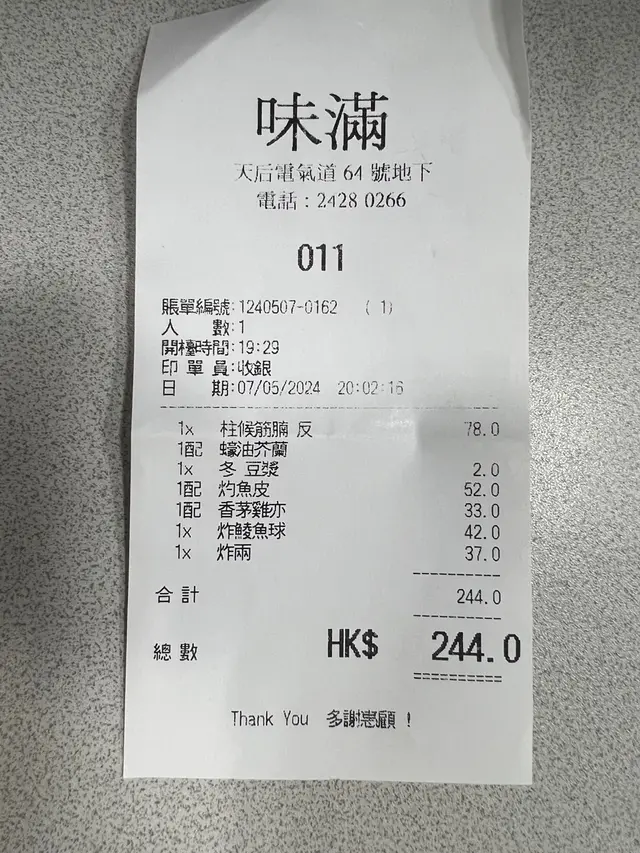 味滿
天后電氣道 64 號地下
電話 : 2428 0266
011
賬單編號:1240507-0162 ( 1)
人 數:1
開檯時間:19:29
印 單 員:收銀
日 期:07/05/2024 20:02:16
1x 柱候筋腩 反 78.0
1配 蠔油芥蘭
1x 冬 豆漿 2.0
1配 灼魚皮 52.0
1配 香茅雞亦 33.0
1x 炸鯪魚球 42.0
1x 炸兩 37.0
合 計 244.0
總 數 HK$ 244.0
Thank You 多謝惠顧 !